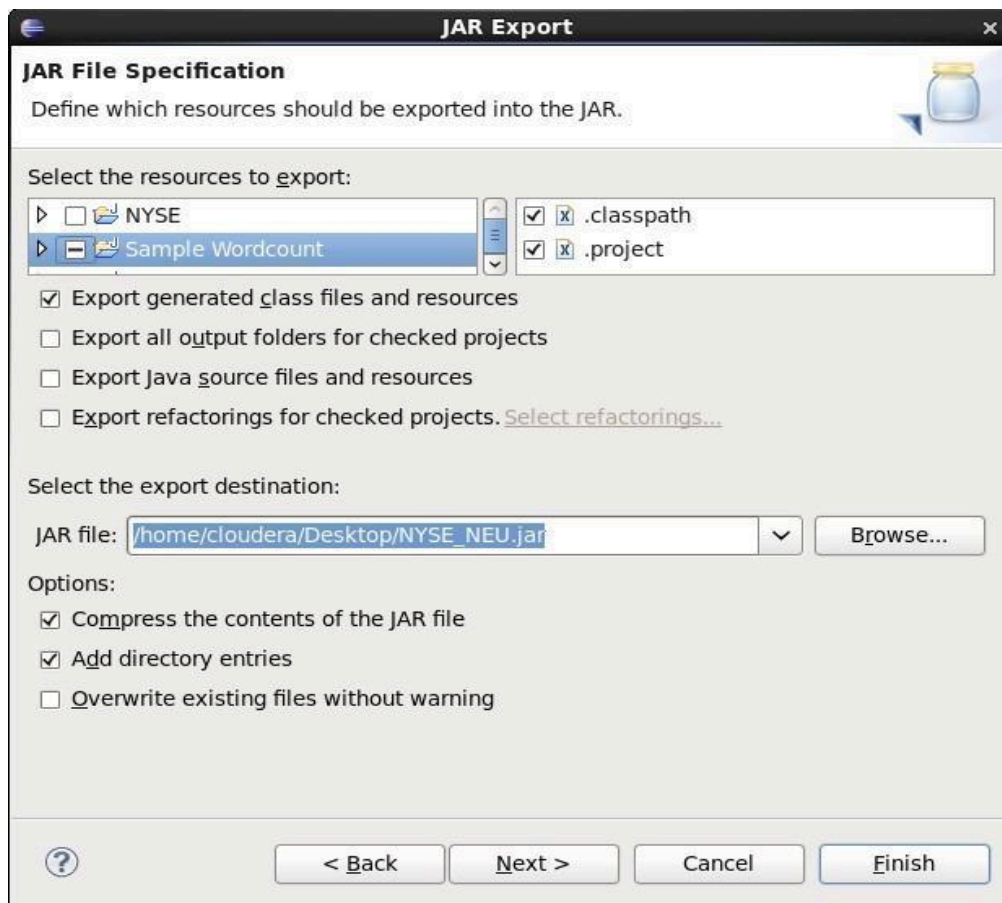 JAR Export
JAR File Specification
Define which resources should be exported into the JAR.
Select the resources to export:
NYSE
Sample Wordcount
.classpath
.project
Export generated class files and resources
Export all output folders for checked projects
Export Java source files and resources
Export refactorings for checked projects. Select refactorings...
Select the export destination:
JAR file: /home/cloudera/Desktop/NYSE_NEU.jar Browse...
Options:
Compress the contents of the JAR file
Add directory entries
Overwrite existing files without warning
? < Back Next > Cancel Finish